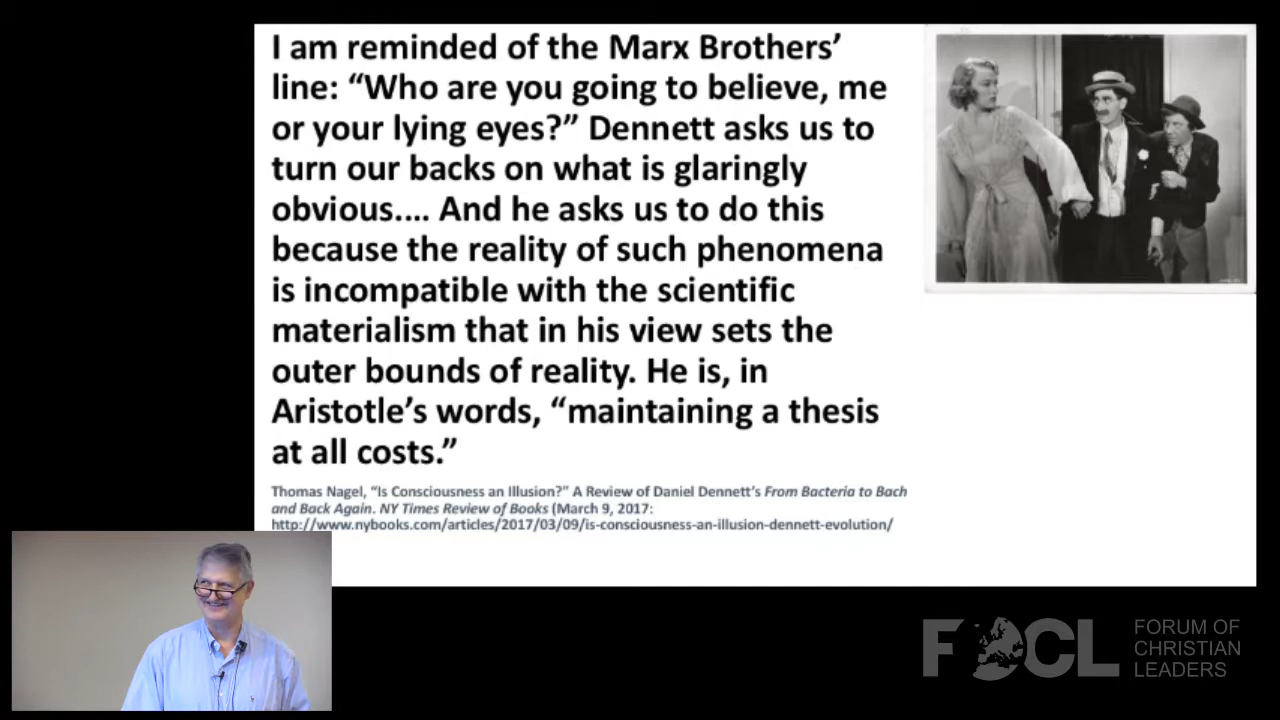 I am reminded of the Marx Brothers’
line: “Who are you going to believe, me
or your lying eyes?” Dennett asks us to
turn our backs on what is glaringly
obvious.... And he asks us to do this
because the reality of such phenomena
is incompatible with the scientific
materialism that in his view sets the
outer bounds of reality. He is, in
Aristotle’s words, “maintaining a thesis
at all costs.”
Thomas Nagel, “Is Consciousness an Illusion?” A Review of Daniel Dennett’s From Bacteria to Bach
and Back Again. NY Times Review of Books (March 9, 2017:
http://www.nybooks.com/articles/2017/03/09/is-consciousness-an-illusion-dennett-evolution/
FOCL
FORUM OF
CHRISTIAN
LEADERS